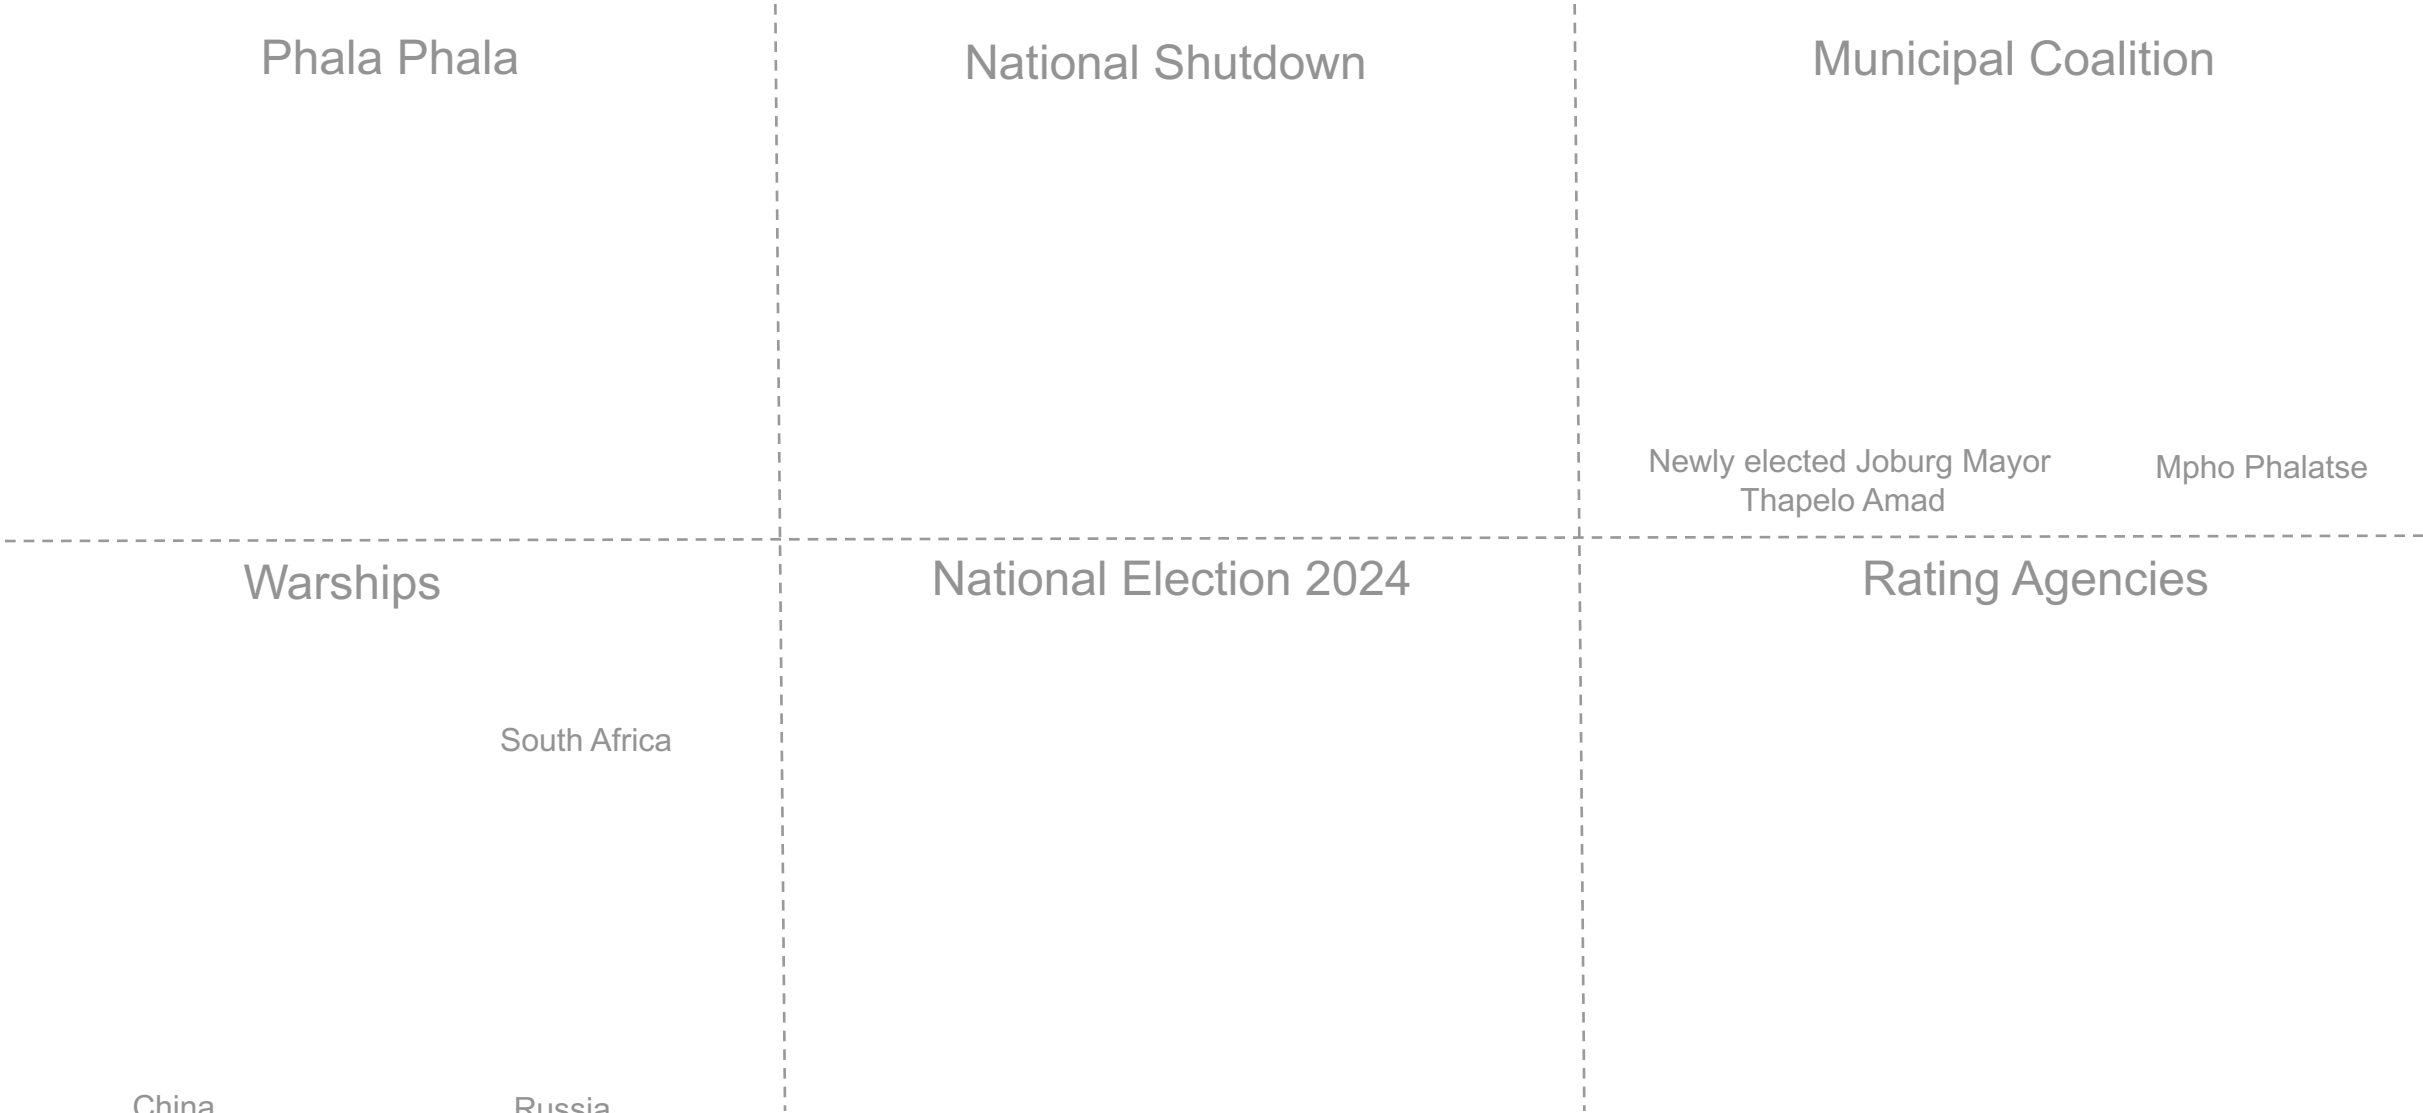 Phala Phala
National Shutdown
Municipal Coalition
Newly elected Joburg Mayor
Thapelo Amad
Mpho Phalatse
Warships
National Election 2024
Rating Agencies
South Africa
China
Russia